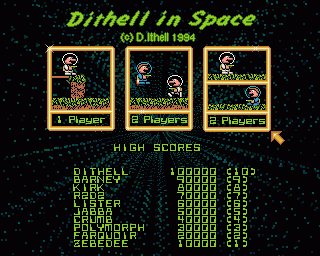 Dithell in Space
(c) D.Ithell 1994
1 Player
2 Players
2 Players
HIGH SCORES
DITHELL 100000 (10)
BARNEY 90000 (9)
KIRK 80000 (8)
R2D2 70000 (7)
LISTER 60000 (6)
JABBA 50000 (5)
CRUMB 40000 (4)
POLYMORPH 30000 (3)
FARQUOIR 20000 (2)
ZEBEDEE 10000 (1)